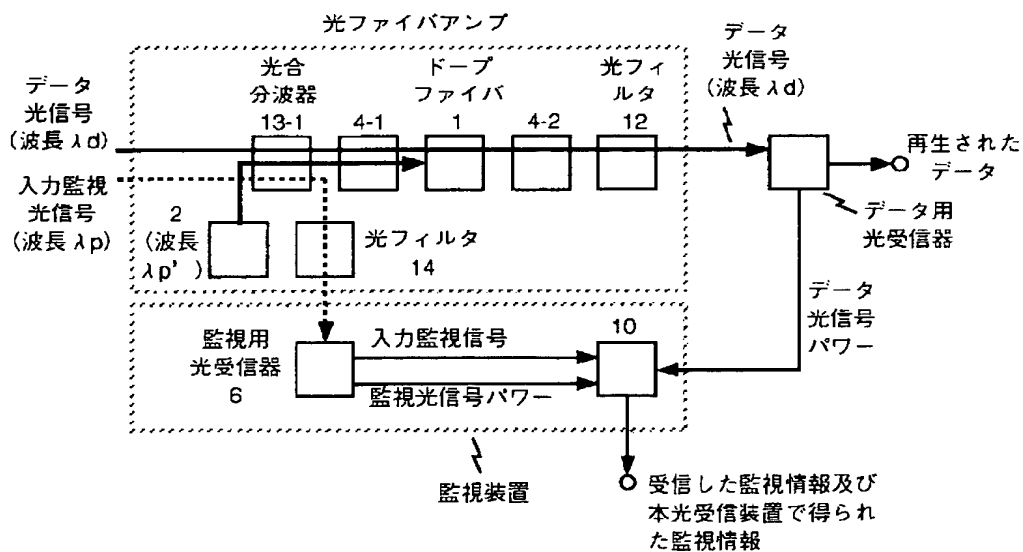 光ファイバアンプ
データ
光信号
(波長 λd)
光合
分波器
13-1
4-1
ドープ
ファイバ
1
4-2
光フィ
ルタ
12
データ
光信号
(波長 λd)
再生された
データ
入力監視
光信号
(波長 λp)
2
(波長
λp' )
光フィルタ
14
データ用
光受信器
データ
光信号
パワー
監視用
光受信器
6
入力監視信号
監視光信号パワー
10
監視装置
受信した監視情報及び
本光受信装置で得られ
た監視情報